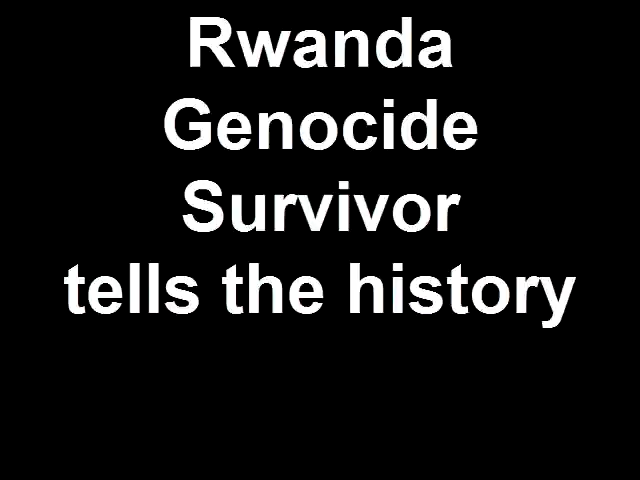 Rwanda
Genocide
Survivor
tells the history